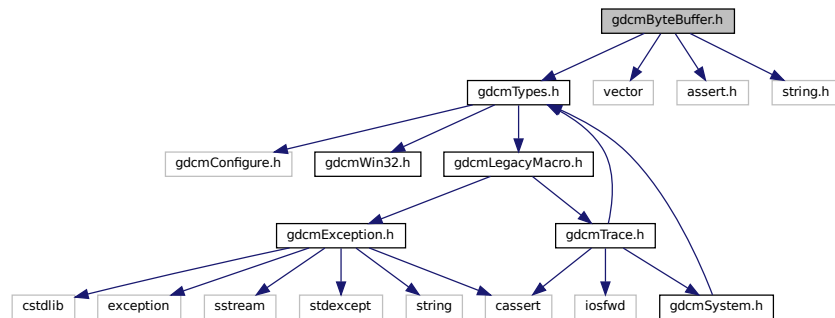 gdcmByteBuffer.h
gdcmTypes.h
vector
assert.h
string.h
gdcmConfigure.h
gdcmWin32.h
gdcmLegacyMacro.h
gdcmException.h
gdcmTrace.h
cstdlib
exception
sstream
stdexcept
string
cassert
iosfwd
gdcmSystem.h